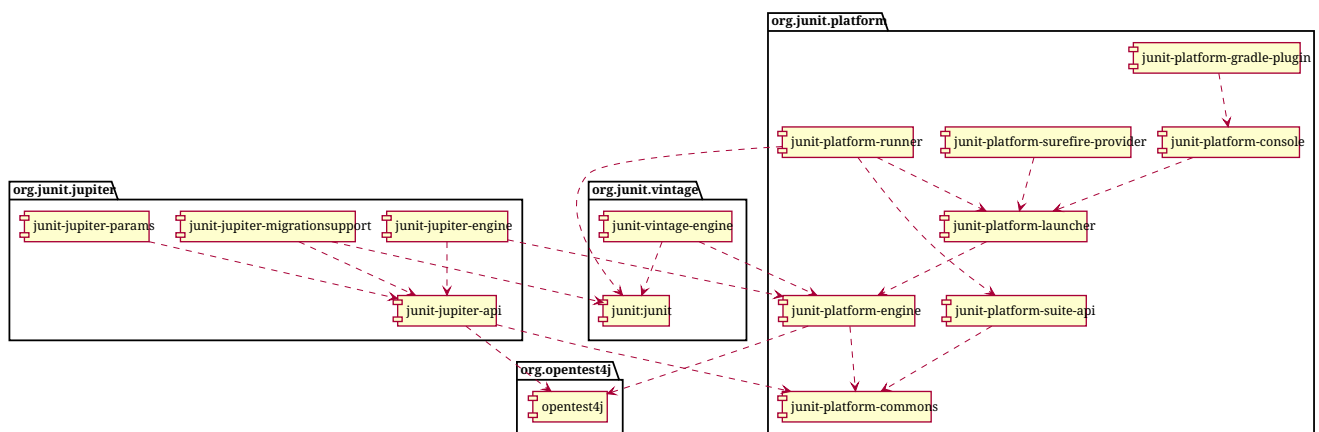 org.junit.platform
junit-platform-gradle-plugin
junit-platform-runner
junit-platform-surefire-provider
junit-platform-console
org.junit.jupiter
org.junit.vintage
junit-jupiter-params
junit-jupiter-migrationsupport
junit-jupiter-engine
junit-vintage-engine
junit-platform-launcher
junit-jupiter-api
junit:junit
junit-platform-engine
junit-platform-suite-api
org.opentest4j
opentest4j
junit-platform-commons